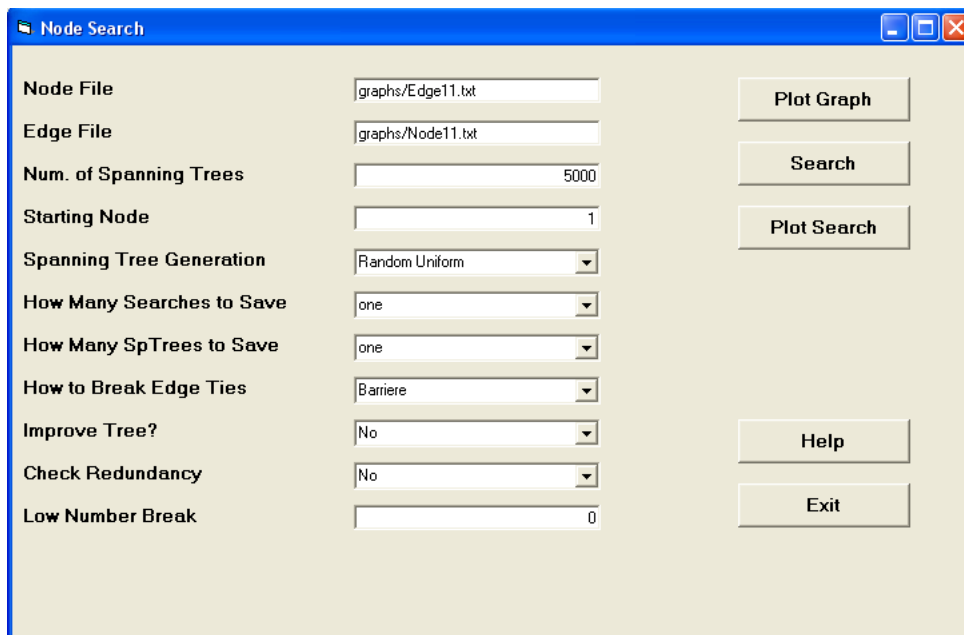 Node Search
Node File graphs/Edge11.txt Plot Graph
Edge File graphs/Node11.txt
Search
Num. of Spanning Trees 5000
Starting Node 1 Plot Search
Spanning Tree Generation Random Uniform
How Many Searches to Save one
How Many SpTrees to Save one
How to Break Edge Ties Barriere
Improve Tree? No Help
Check Redundancy No
Low Number Break 0 Exit